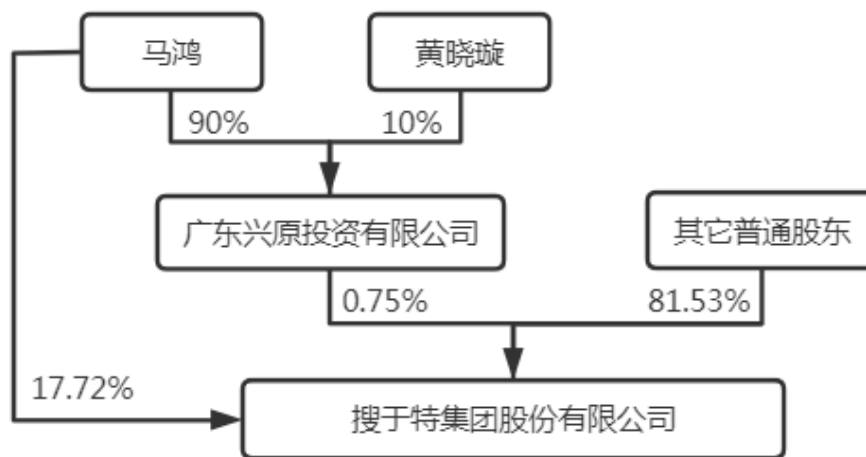 马鸿
黄晓璇
90%
10%
广东兴原投资有限公司
其它普通股东
0.75%
81.53%
17.72%
搜于特集团股份有限公司